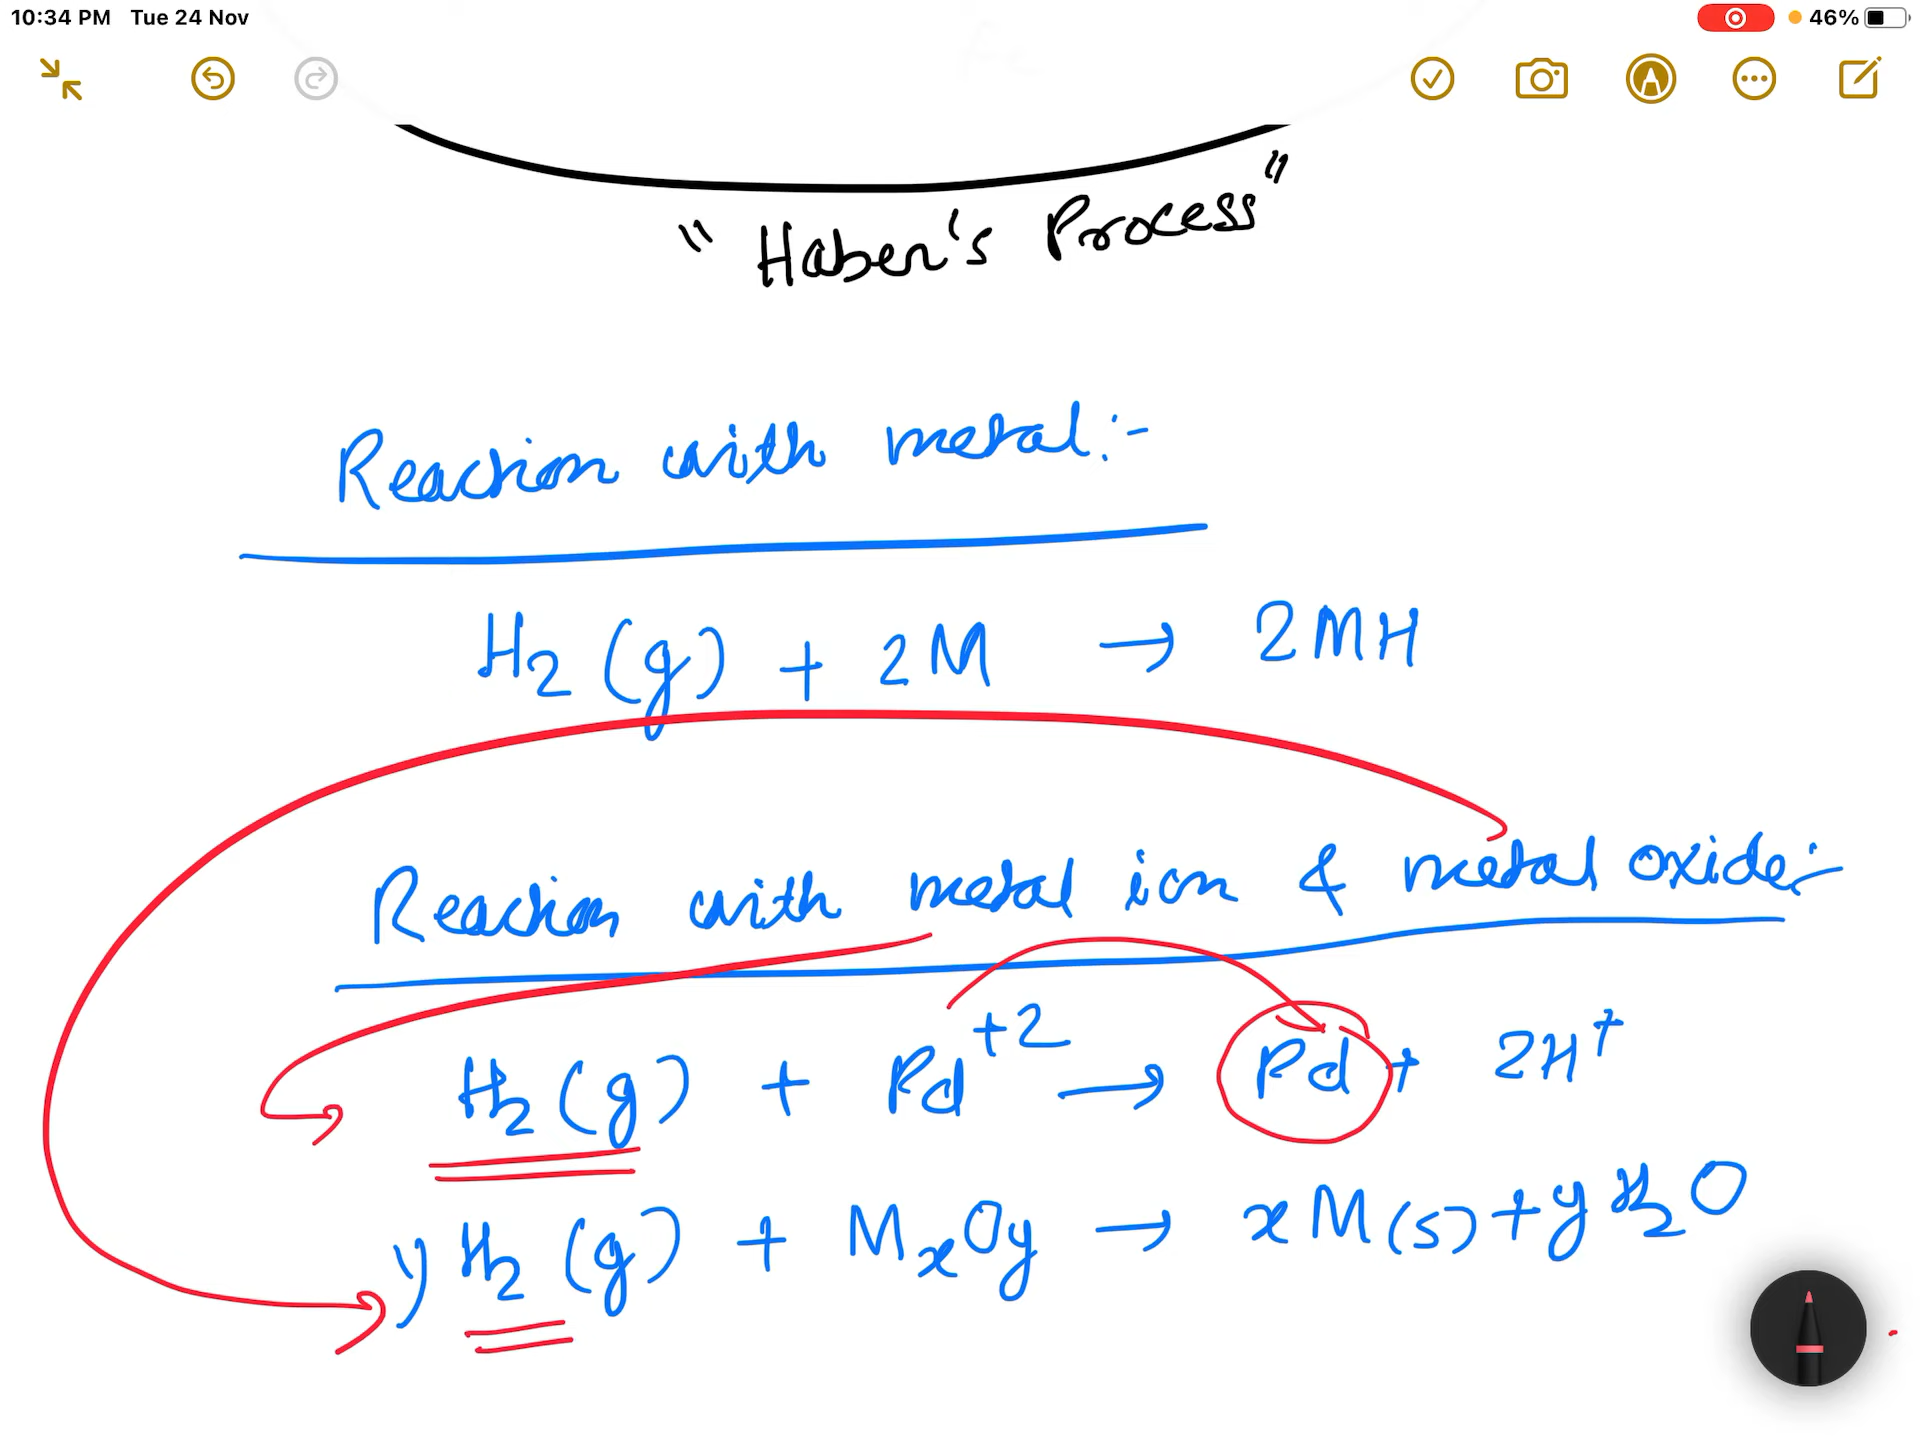 10:34 PM Tue 24 Nov 46%
"Haber's Process"
Reaction with metal:-
H₂ (g) + 2M → 2MH
Reaction with metal ion & metal oxide:-
H₂ (g) + Pd⁺² → Pd + 2H⁺
y H₂ (g) + MₓOy → xM(s) + y H₂O